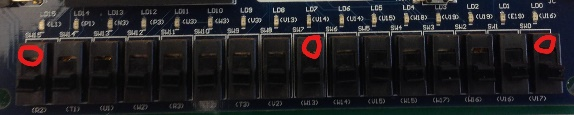 LD15 LD14 LD13 LD12 LD11 LD10 LD9 LD8 LD7 LD6 LD5 LD4 LD3 LD2 LD1 LD0
(L1) (P1) (N3) (P3) (U3) (W3) (V3) (V13) (U14) (U15) (W18) (V19) (U19) (E19) (U16)
SW15 SW14 SW13 SW12 SW11 SW10 SW9 SW8 SW7 SW6 SW5 SW4 SW3 SW2 SW1 SW0
(R2) (T1) (U1) (W2) (R3) (T3) (V2) (W13) (W14) (V15) (W15) (W17) (W16) (V16) (V17)